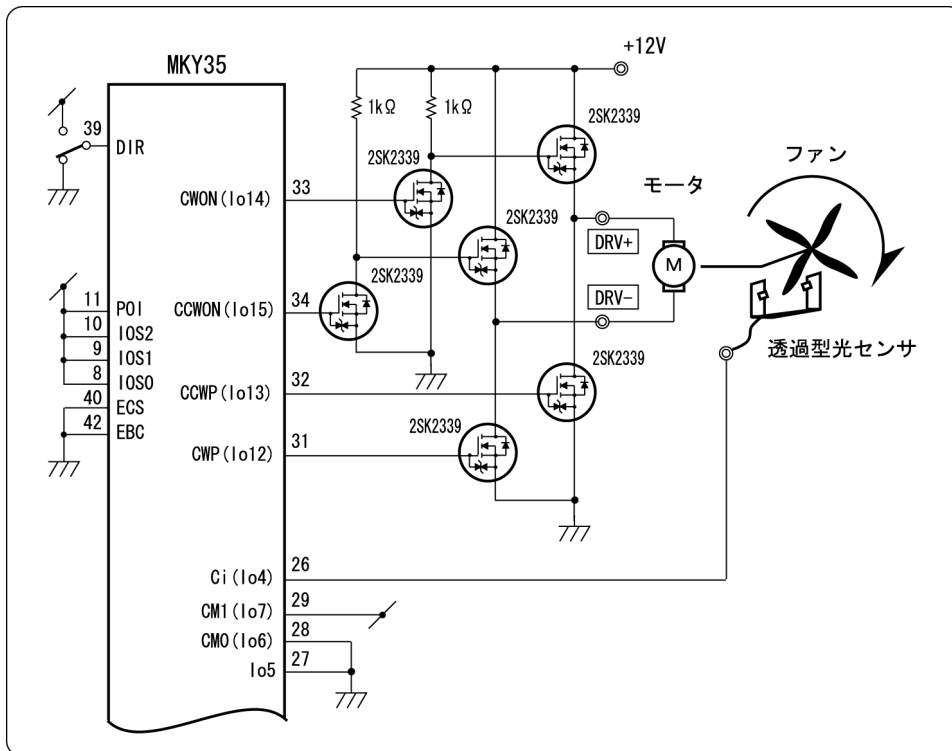 MKY35
+12V
1kΩ
1kΩ
2SK2339
39
DIR
2SK2339
ファン
モータ
CWON(Io14)
33
2SK2339
DRV+
M
2SK2339
DRV-
11
POI
CCWON(Io15)
34
10
IOS2
9
IOS1
8
IOS0
透過型光センサ
2SK2339
CCWP(Io13)
32
40
ECS
42
EBC
2SK2339
CWP(Io12)
31
Ci(Io4)
26
CM1(Io7)
29
CM0(Io6)
28
Io5
27